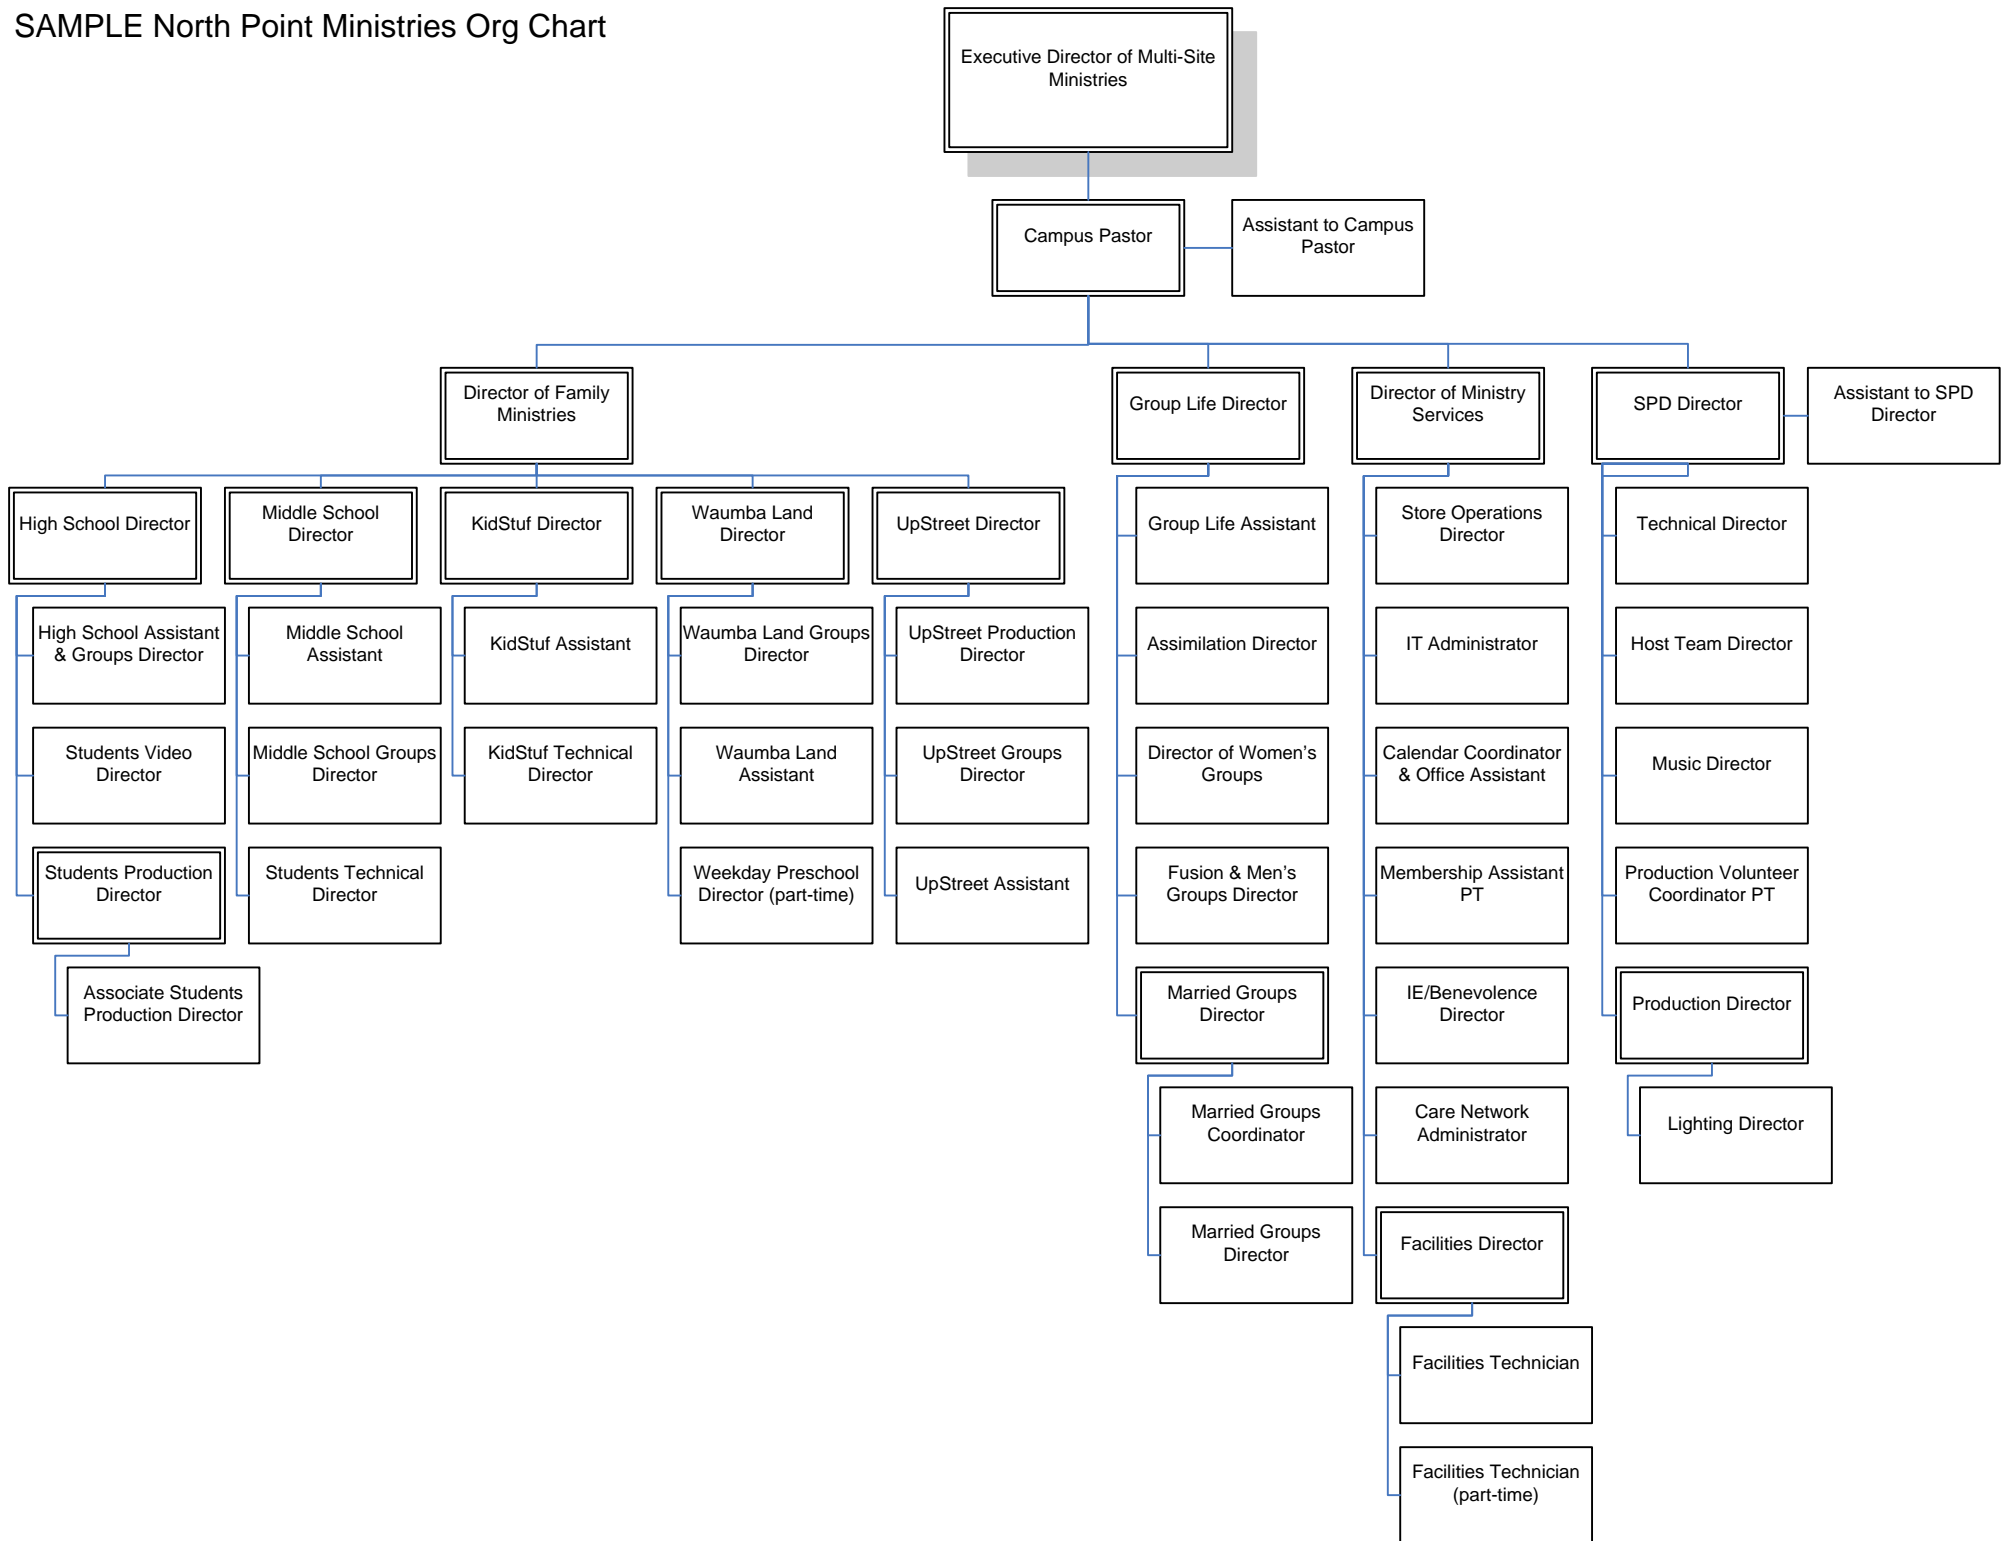 SAMPLE North Point Ministries Org Chart
Executive Director of Multi-Site
Ministries
Campus Pastor
Assistant to Campus
Pastor
Director of Family
Ministries
Group Life Director
Director of Ministry
Services
SPD Director
Assistant to SPD
Director
High School Director
Middle School
Director
KidStuf Director
Waumba Land
Director
UpStreet Director
Group Life Assistant
Store Operations
Director
Technical Director
High School Assistant
& Groups Director
Middle School
Assistant
KidStuf Assistant
Waumba Land Groups
Director
UpStreet Production
Director
Assimilation Director
IT Administrator
Host Team Director
Students Video
Director
Middle School Groups
Director
KidStuf Technical
Director
Waumba Land
Assistant
UpStreet Groups
Director
Director of Women’s
Groups
Calendar Coordinator
& Office Assistant
Music Director
Students Production
Director
Students Technical
Director
Weekday Preschool
Director (part-time)
UpStreet Assistant
Fusion & Men’s
Groups Director
Membership Assistant
PT
Production Volunteer
Coordinator PT
Associate Students
Production Director
Married Groups
Director
IE/Benevolence
Director
Production Director
Married Groups
Coordinator
Care Network
Administrator
Lighting Director
Married Groups
Director
Facilities Director
Facilities Technician
Facilities Technician
(part-time)